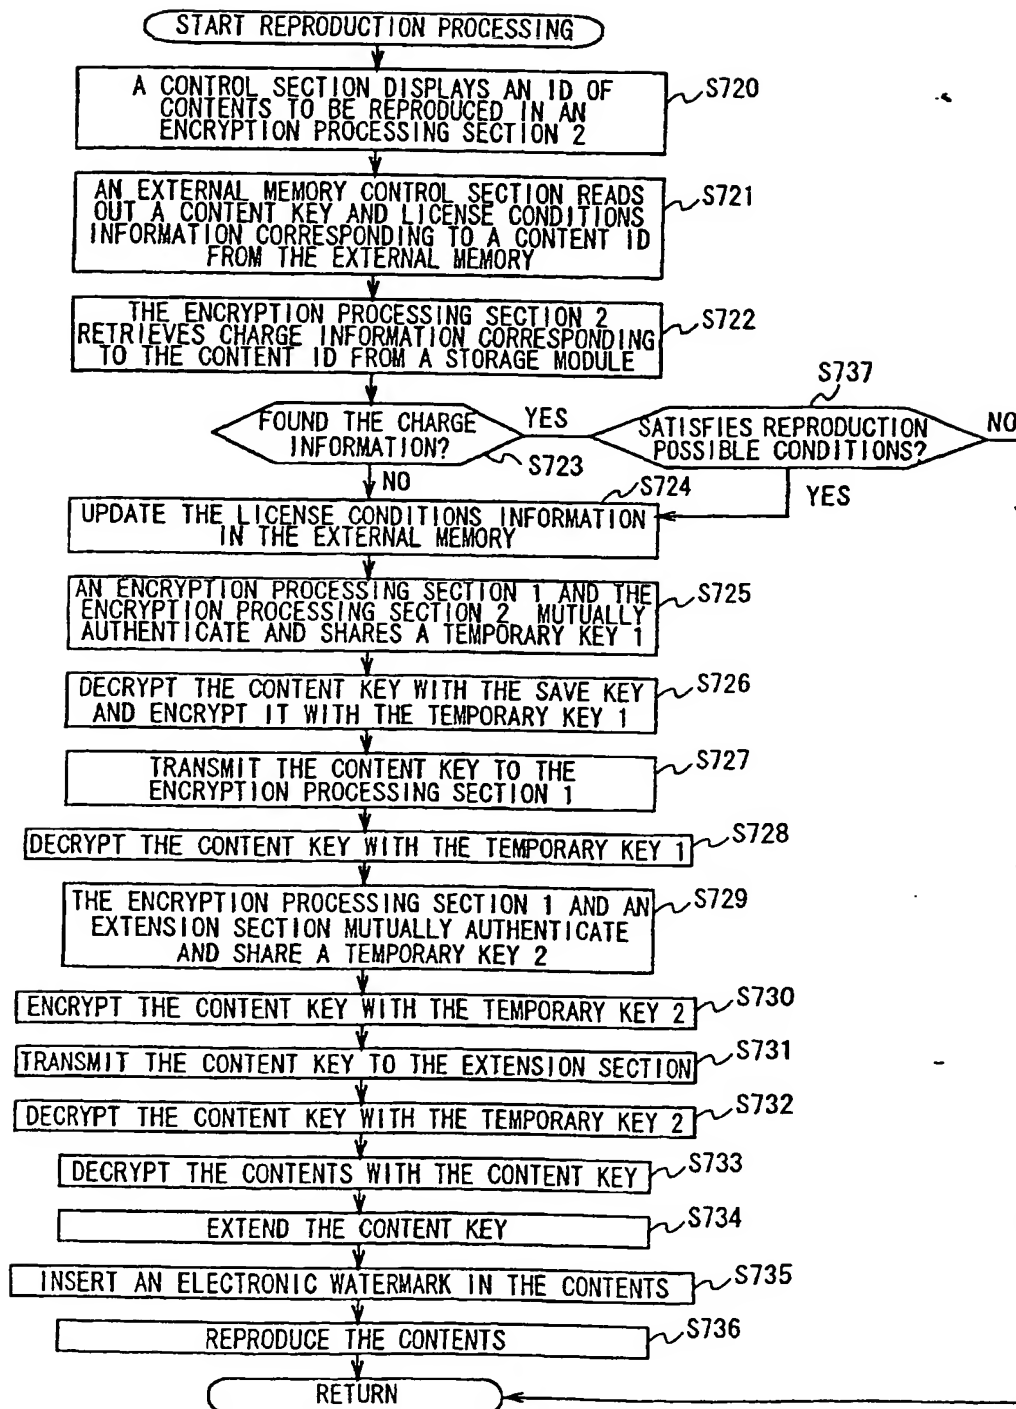 START REPRODUCTION PROCESSING
A CONTROL SECTION DISPLAYS AN ID OF
CONTENTS TO BE REPRODUCED IN AN
ENCRYPTION PROCESSING SECTION 2
S720
AN EXTERNAL MEMORY CONTROL SECTION READS
OUT A CONTENT KEY AND LICENSE CONDITIONS
INFORMATION CORRESPONDING TO A CONTENT ID
FROM THE EXTERNAL MEMORY
S721
THE ENCRYPTION PROCESSING SECTION 2
RETRIEVES CHARGE INFORMATION CORRESPONDING
TO THE CONTENT ID FROM A STORAGE MODULE
S722
FOUND THE CHARGE
INFORMATION?
S723
YES
NO
S737
SATISFIES REPRODUCTION
POSSIBLE CONDITIONS?
NO
YES
S724
UPDATE THE LICENSE CONDITIONS INFORMATION
IN THE EXTERNAL MEMORY
AN ENCRYPTION PROCESSING SECTION 1 AND THE
ENCRYPTION PROCESSING SECTION 2 MUTUALLY
AUTHENTICATE AND SHARES A TEMPORARY KEY 1
S725
DECRYPT THE CONTENT KEY WITH THE SAVE KEY
AND ENCRYPT IT WITH THE TEMPORARY KEY 1
S726
TRANSMIT THE CONTENT KEY TO THE
ENCRYPTION PROCESSING SECTION 1
S727
DECRYPT THE CONTENT KEY WITH THE TEMPORARY KEY 1
S728
THE ENCRYPTION PROCESSING SECTION 1 AND AN
EXTENSION SECTION MUTUALLY AUTHENTICATE
AND SHARE A TEMPORARY KEY 2
S729
ENCRYPT THE CONTENT KEY WITH THE TEMPORARY KEY 2
S730
TRANSMIT THE CONTENT KEY TO THE EXTENSION SECTION
S731
DECRYPT THE CONTENT KEY WITH THE TEMPORARY KEY 2
S732
DECRYPT THE CONTENTS WITH THE CONTENT KEY
S733
EXTEND THE CONTENT KEY
S734
INSERT AN ELECTRONIC WATERMARK IN THE CONTENTS
S735
REPRODUCE THE CONTENTS
S736
RETURN